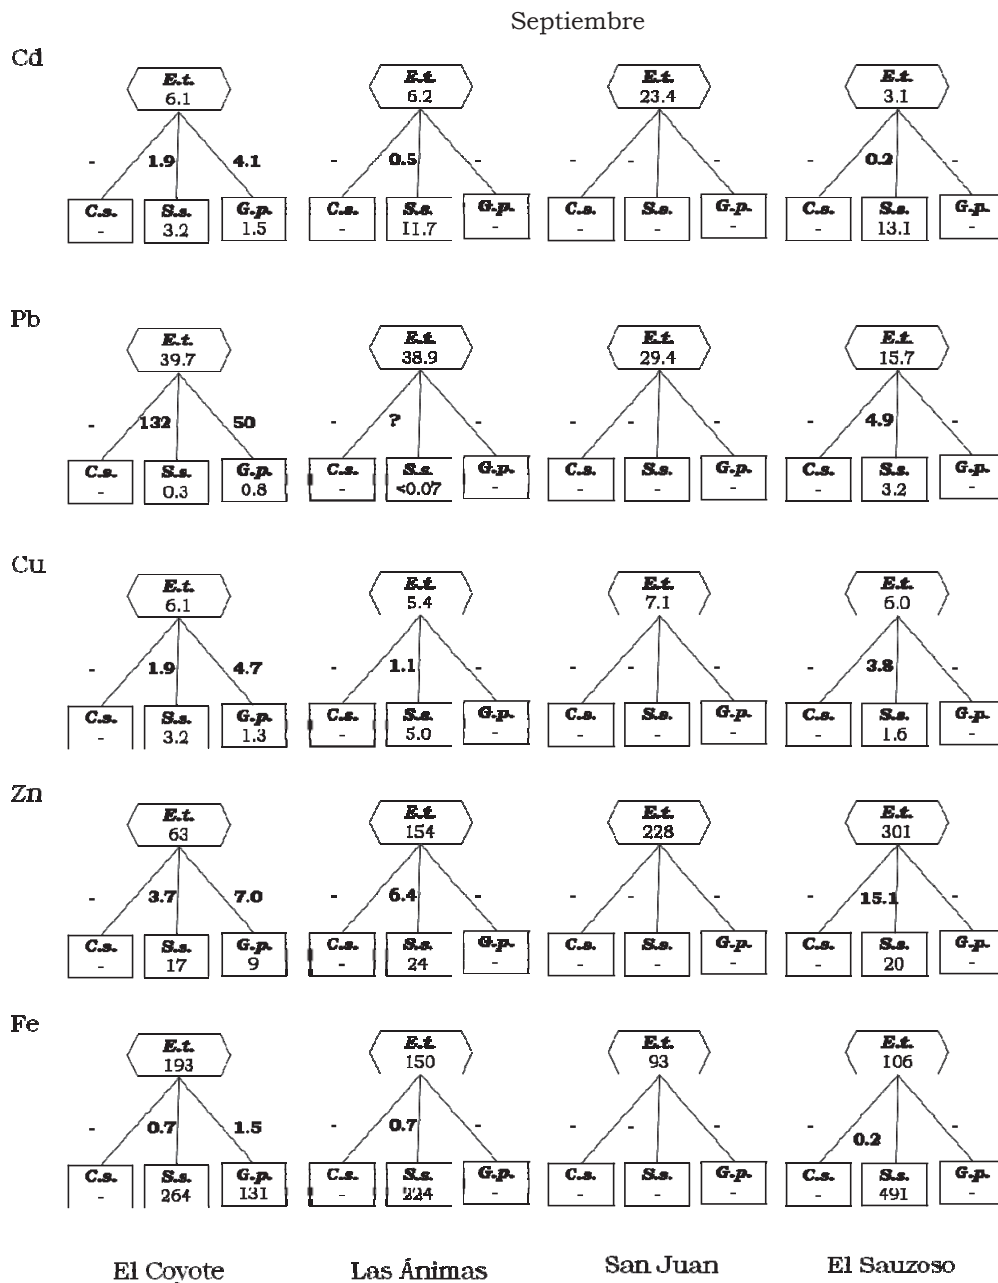 Septiembre
Cd
E.t. E.t. E.t. E.t.
6.1 6.2 23.4 3.1
- 1.9 4.1 - 0.5 - - - - - 0.2 -
C.s. S.s. G.p. C.s. S.s. G.p. C.s. S.s. G.p. C.s. S.s. G.p.
- 3.2 1.5 - 11.7 - - - - - 13.1 -
Pb
E.t. E.t. E.t. E.t.
39.7 38.9 29.4 15.7
- 132 50 - ? - - - - - 4.9 -
C.s. S.s. G.p. C.s. S.s. G.p. C.s. S.s. G.p. C.s. S.s. G.p.
- 0.3 0.8 - <0.07 - - - - - 3.2 -
Cu
E.t. E.t. E.t. E.t.
6.1 5.4 7.1 6.0
- 1.9 4.7 - 1.1 - - - - - 3.8 -
C.s. S.s. G.p. C.s. S.s. G.p. C.s. S.s. G.p. C.s. S.s. G.p.
- 3.2 1.3 - 5.0 - - - - - 1.6 -
Zn
E.t. E.t. E.t. E.t.
63 154 228 301
- 3.7 7.0 - 6.4 - - - - - 15.1 -
C.s. S.s. G.p. C.s. S.s. G.p. C.s. S.s. G.p. C.s. S.s. G.p.
- 17 9 - 24 - - - - - 20 -
Fe
E.t. E.t. E.t. E.t.
193 150 93 106
- 0.7 1.5 - 0.7 - - - - - 0.2 -
C.s. S.s. G.p. C.s. S.s. G.p. C.s. S.s. G.p. C.s. S.s. G.p.
- 264 131 - 224 - - - - - 491 -
El Coyote Las Ánimas San Juan El Sauzoso